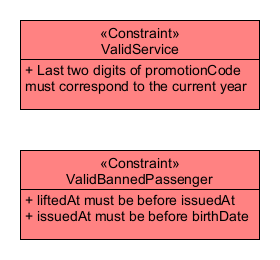 «Constraint»
ValidService
+ Last two digits of promotionCode
must correspond to the current year
«Constraint»
ValidBannedPassenger
+ liftedAt must be before issuedAt
+ issuedAt must be before birthDate